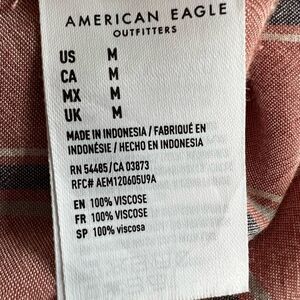 AMERICAN EAGLE
OUTFITTERS
US M
CA M
MX M
UK M
MADE IN INDONESIA / FABRIQUÉ EN
INDONÉSIE / HECHO EN INDONESIA
RN 54485/CA 03873
RFC# AEM120605U9A
EN 100% VISCOSE
FR 100% VISCOSE
SP 100% viscosa